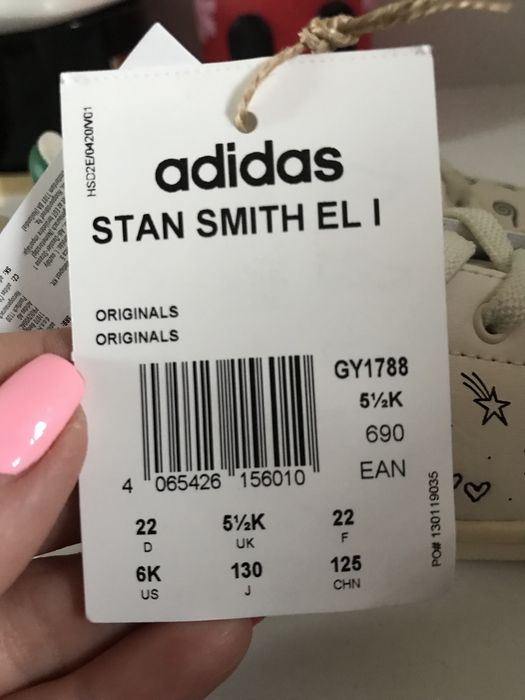 HSD2E/0420/V01
adidas
STAN SMITH EL I
ORIGINALS
ORIGINALS
GY1788
5½K
690
EAN
4 065426 156010
22 5½K 22
D UK F
6K 130 125
US J CHN
PO# 130119035